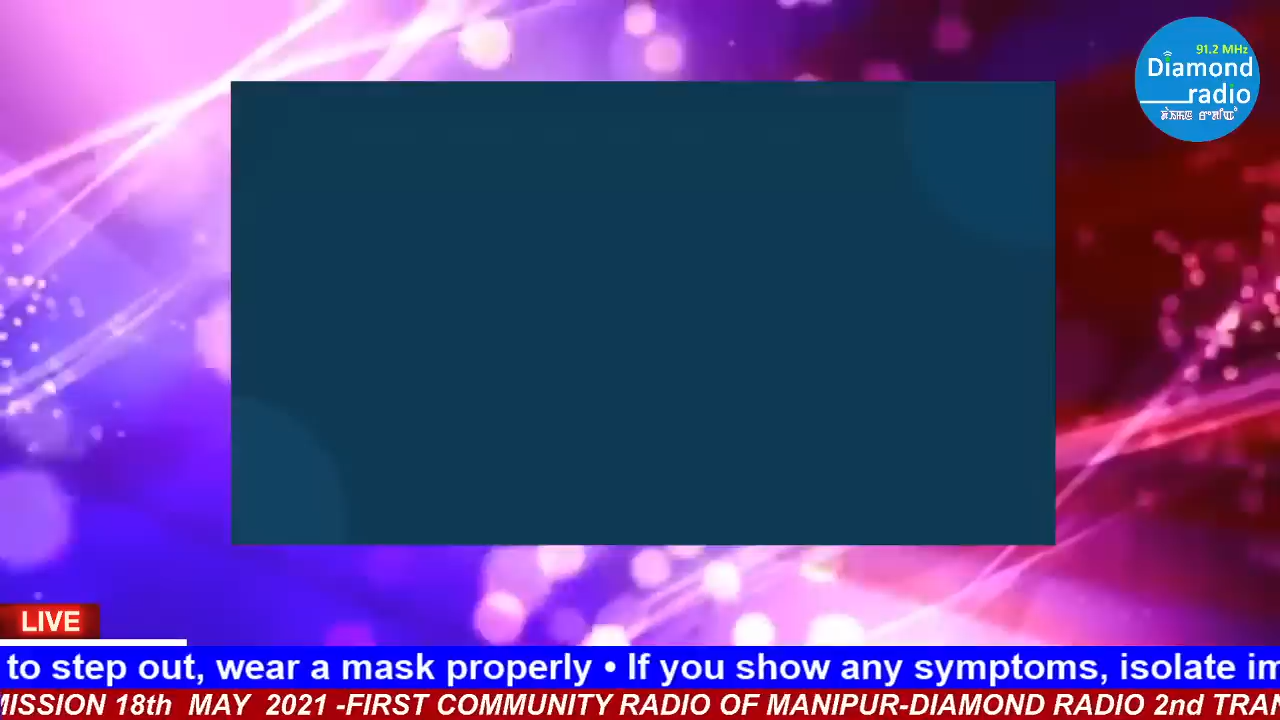 91.2 MHz
Diamond
radio
LIVE
to step out, wear a mask properly • If you show any symptoms, isolate im
MISSION 18th MAY 2021 -FIRST COMMUNITY RADIO OF MANIPUR-DIAMOND RADIO 2nd TRAN